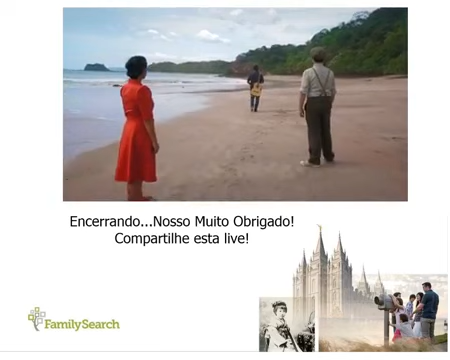 Encerrando...Nosso Muito Obrigado!
Compartilhe esta live!
FamilySearch